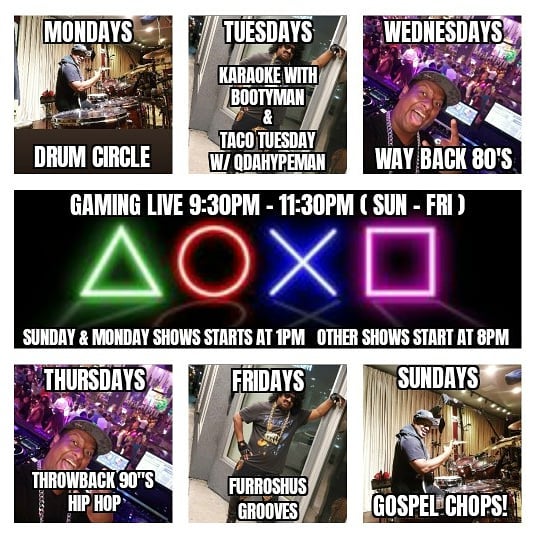 MONDAYS
DRUM CIRCLE
TUESDAYS
KARAOKE WITH
BOOTYMAN
&
TACO TUESDAY
W/ QDAHYPEMAN
WEDNESDAYS
WAY BACK 80'S
GAMING LIVE 9:30PM - 11:30PM ( SUN - FRI )
SUNDAY & MONDAY SHOWS STARTS AT 1PM OTHER SHOWS START AT 8PM
THURSDAYS
THROWBACK 90"S
HIP HOP
FRIDAYS
FURROSHUS
GROOVES
SUNDAYS
GOSPEL CHOPS!